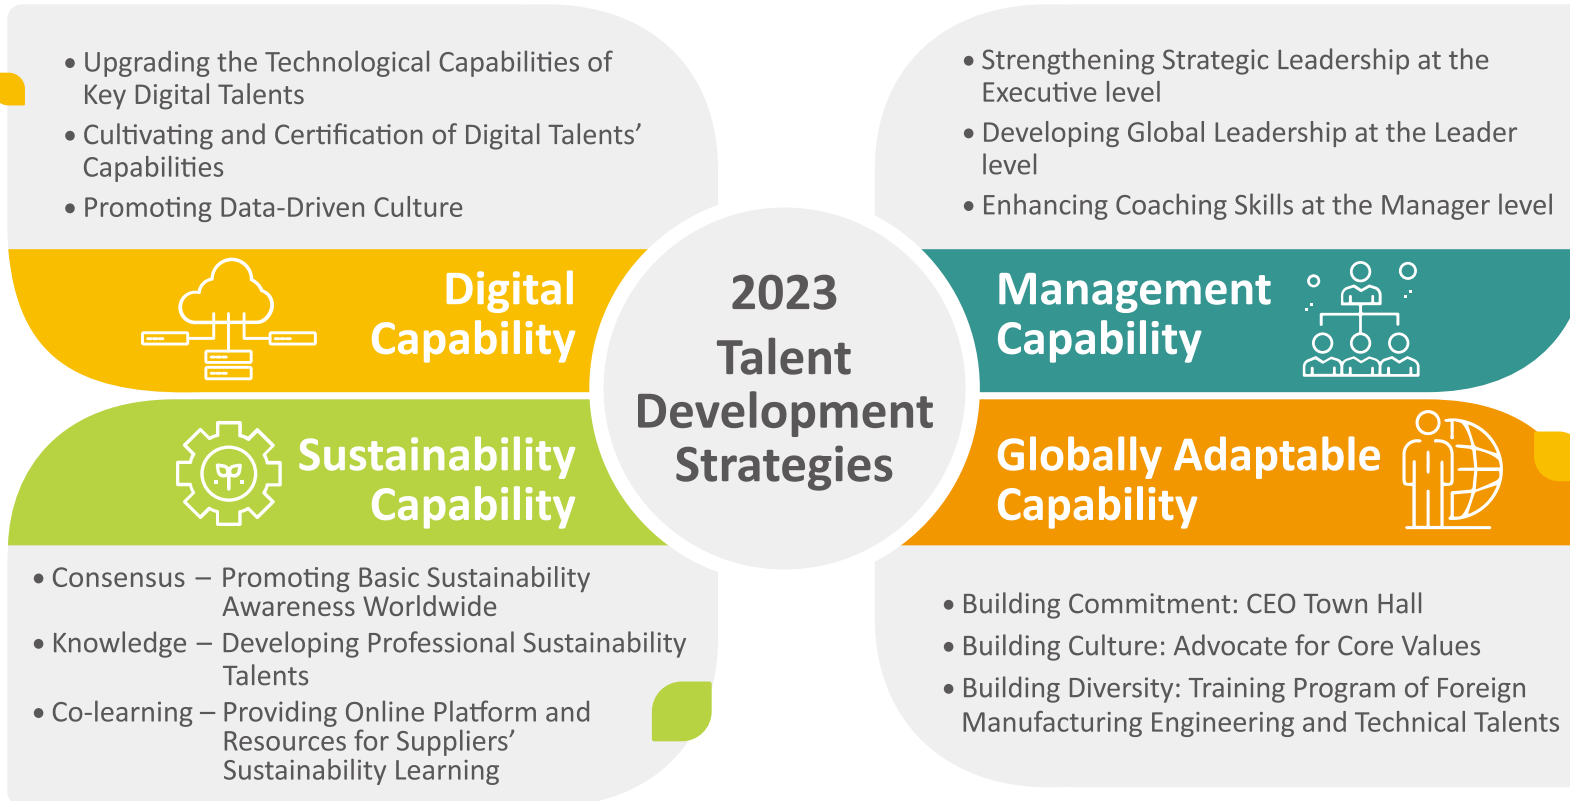 • Upgrading the Technological Capabilities of
Key Digital Talents
• Cultivating and Certification of Digital Talents’
Capabilities
• Promoting Data-Driven Culture
Digital
Capability
• Strengthening Strategic Leadership at the
Executive level
• Developing Global Leadership at the Leader
level
• Enhancing Coaching Skills at the Manager level
Management
Capability
2023
Talent
Development
Strategies
Sustainability
Capability
• Consensus – Promoting Basic Sustainability
Awareness Worldwide
• Knowledge – Developing Professional Sustainability
Talents
• Co-learning – Providing Online Platform and
Resources for Suppliers’
Sustainability Learning
Globally Adaptable
Capability
• Building Commitment: CEO Town Hall
• Building Culture: Advocate for Core Values
• Building Diversity: Training Program of Foreign
Manufacturing Engineering and Technical Talents